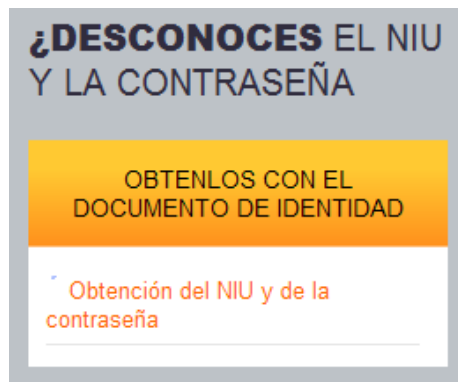 ¿DESCONOCES EL NIU
Y LA CONTRASEÑA
OBTENLOS CON EL
DOCUMENTO DE IDENTIDAD
Obtención del NIU y de la
contraseña